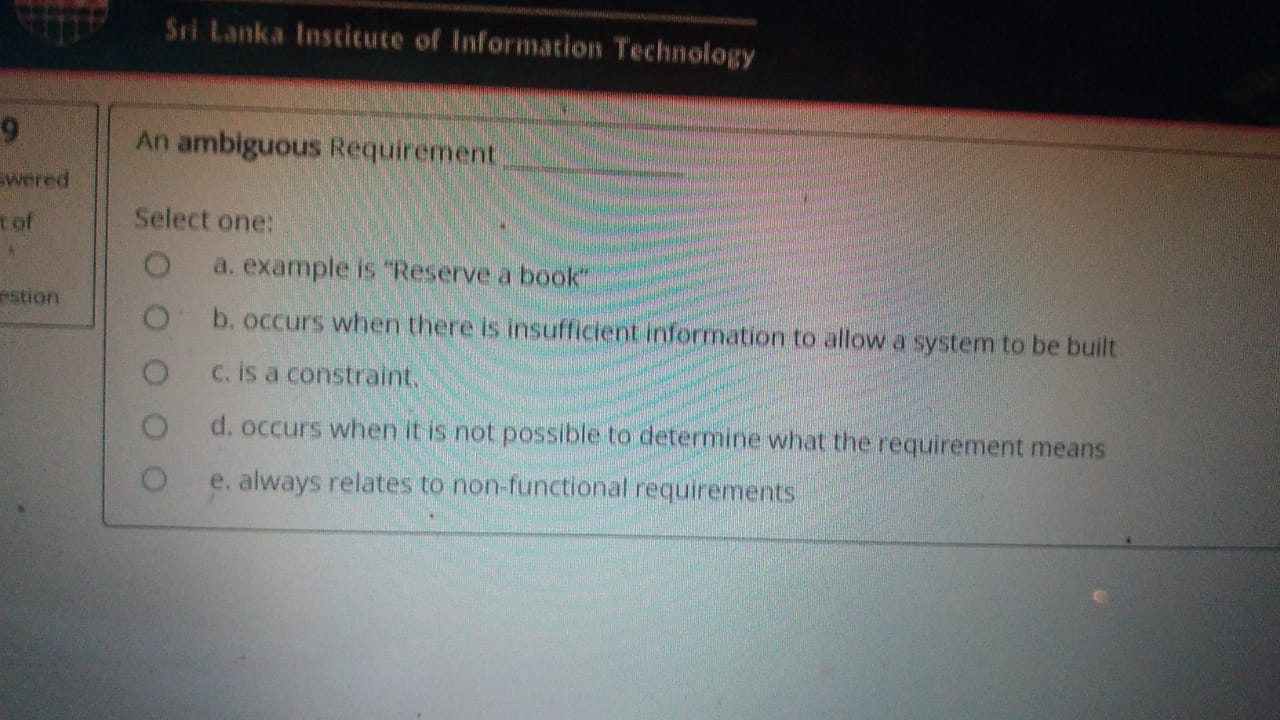 Sri Lanka Institute of Information Technology
9
swered
t of
estion
An ambiguous Requirement ____________
Select one:
a. example is "Reserve a book"
b. occurs when there is insufficient information to allow a system to be built
c. is a constraint.
d. occurs when it is not possible to determine what the requirement means
e. always relates to non-functional requirements